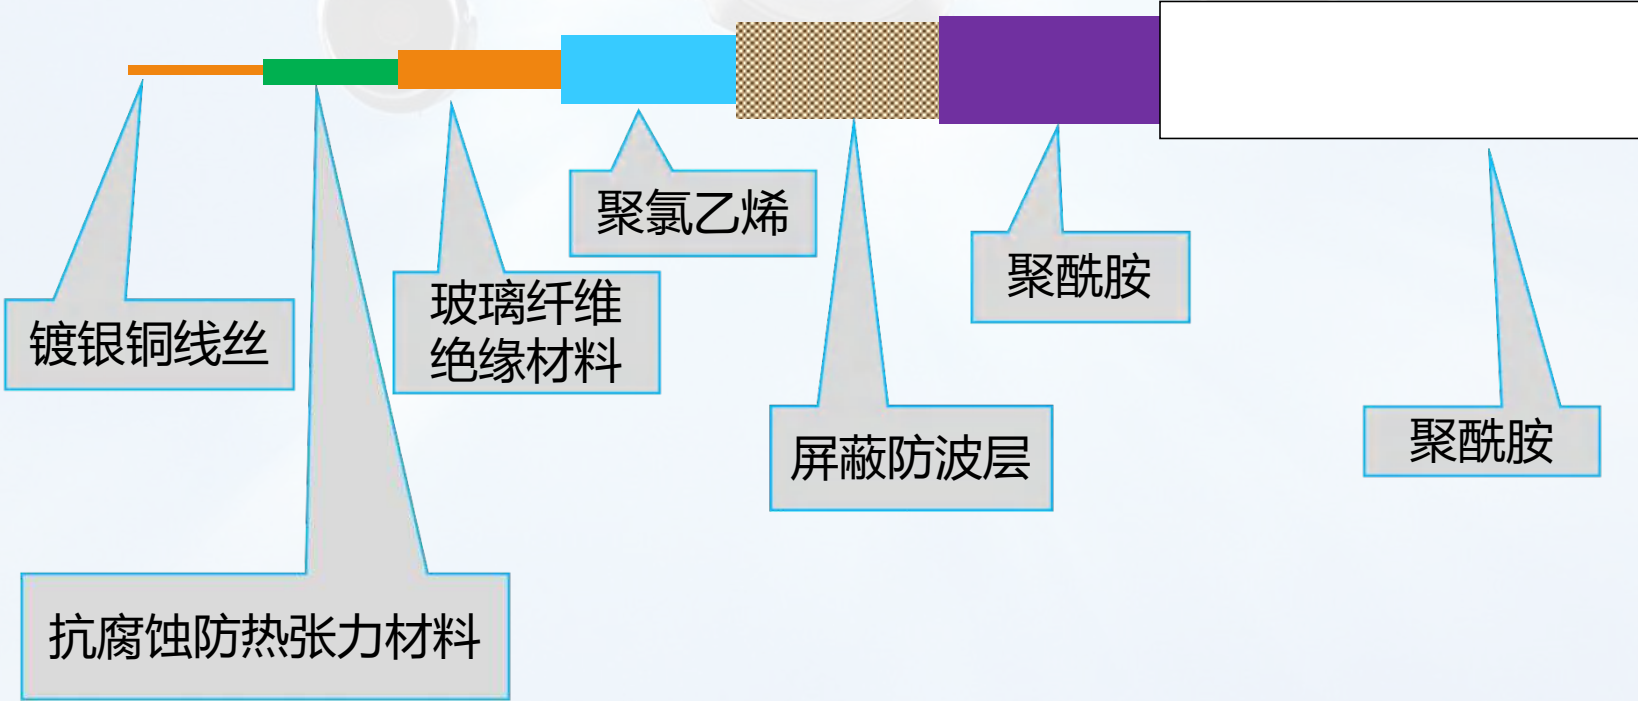 镀银铜线丝
抗腐蚀防热张力材料
玻璃纤维
绝缘材料
聚氯乙烯
屏蔽防波层
聚酰胺
聚酰胺